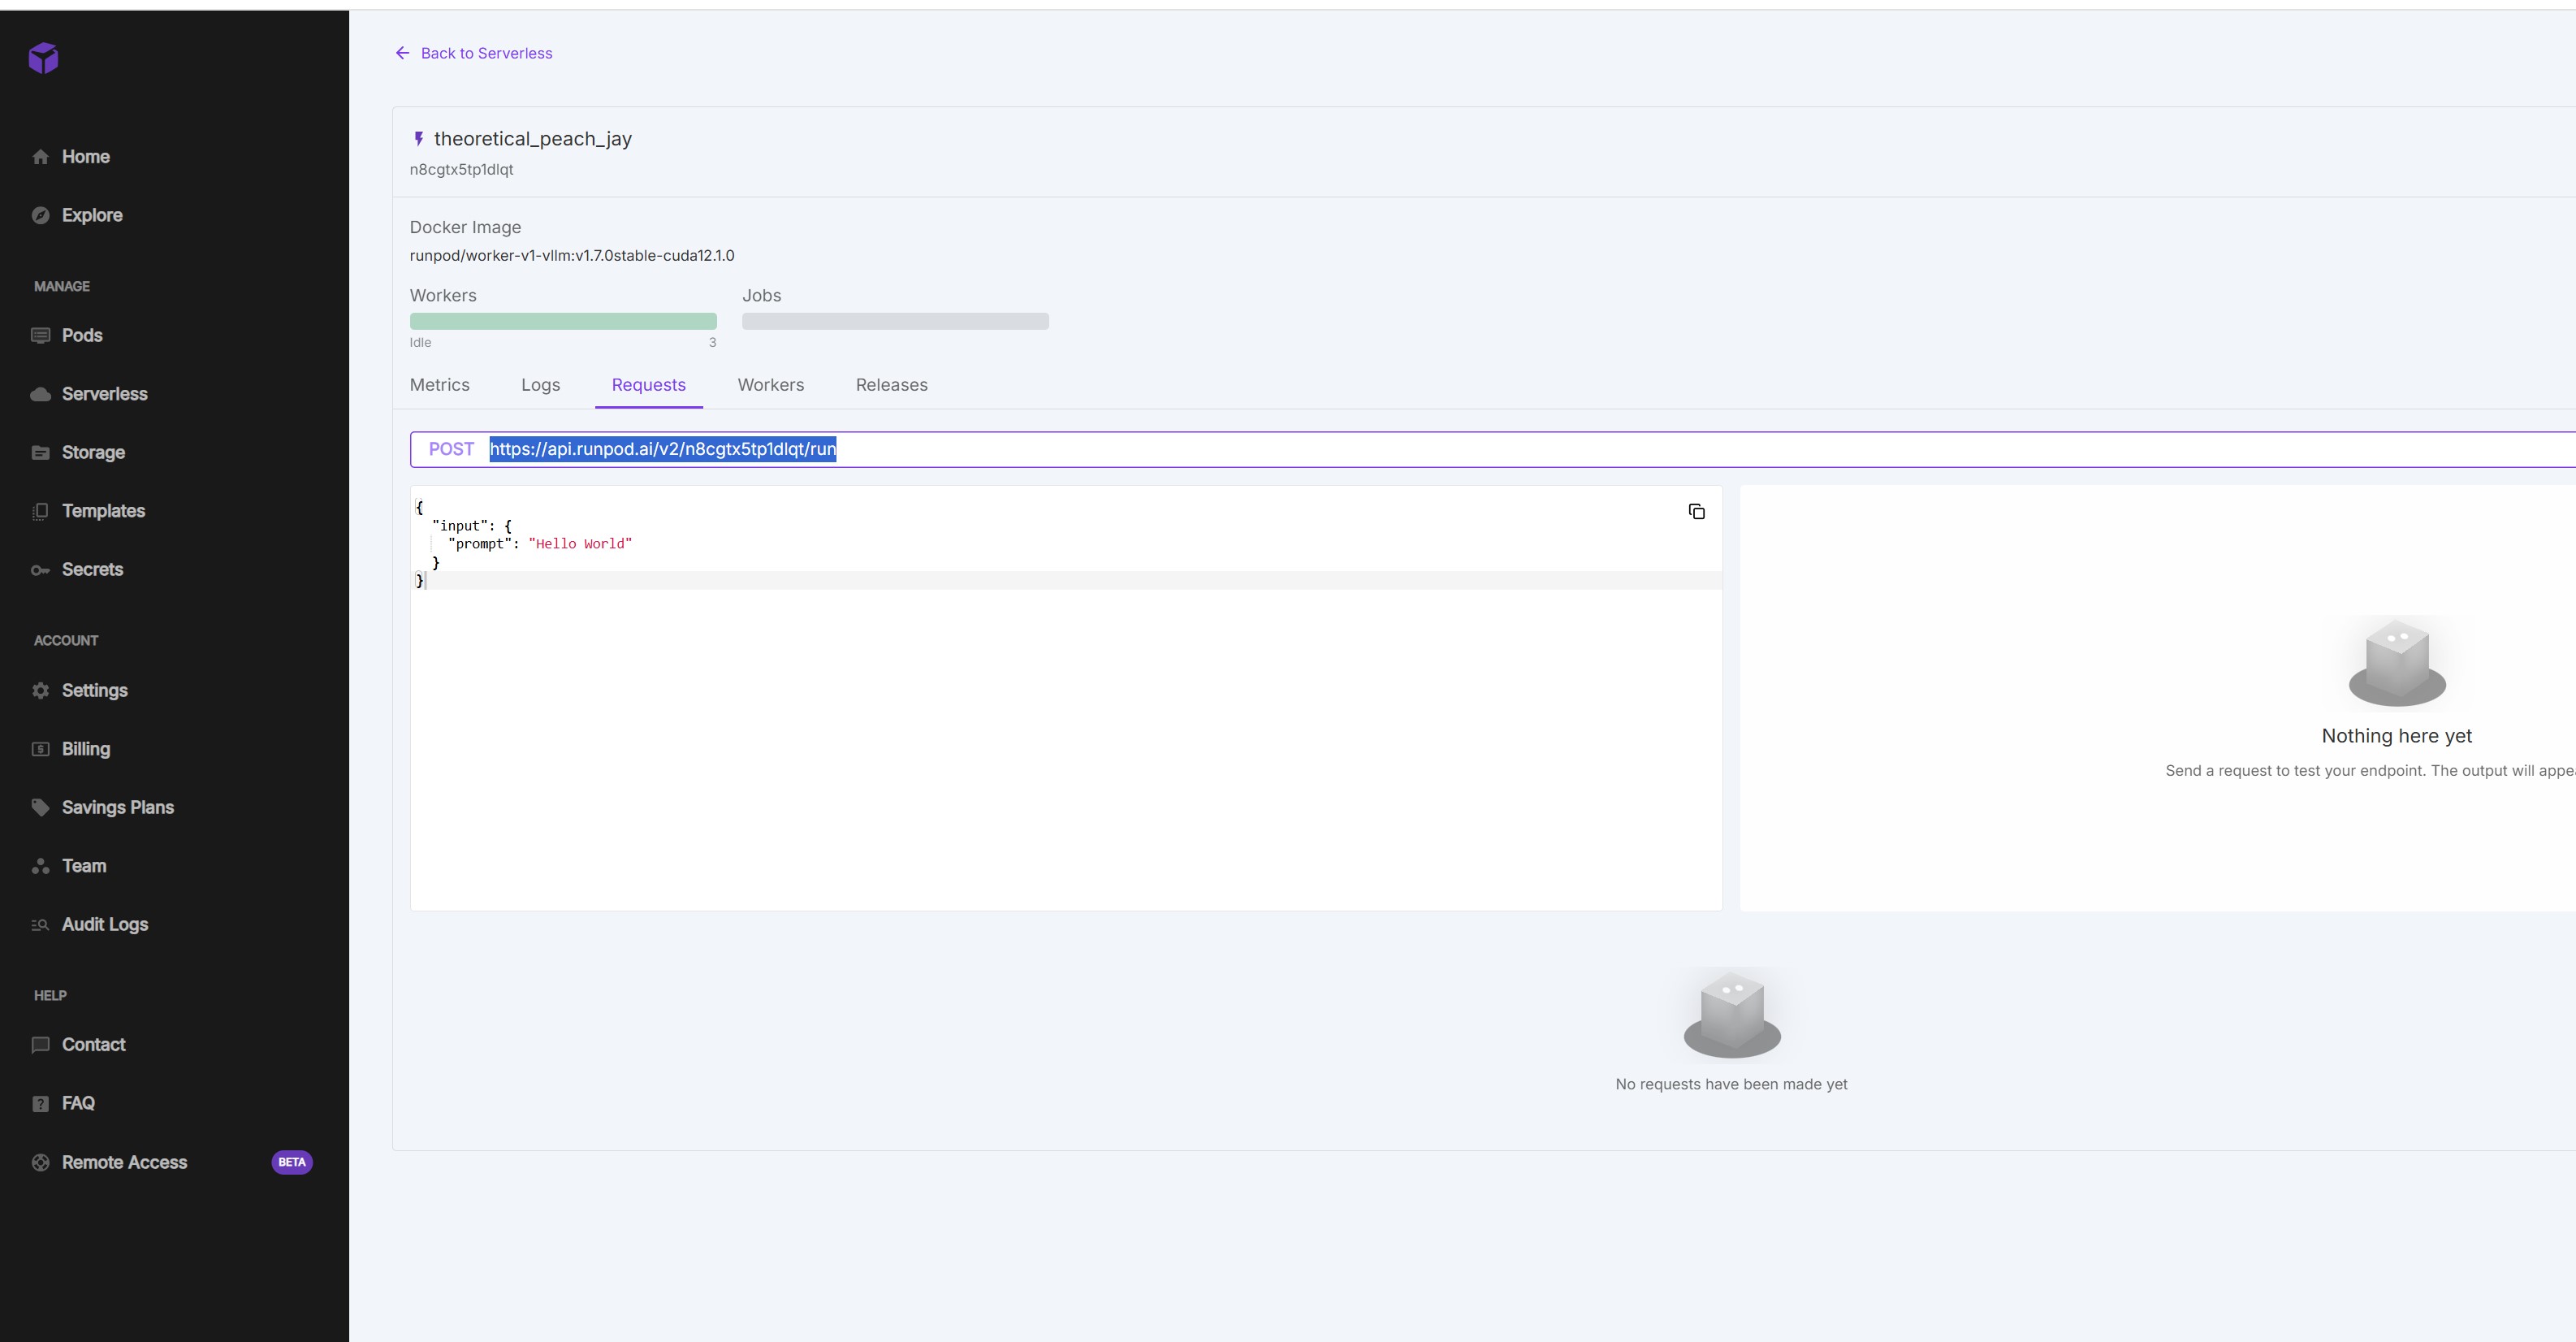 Home
Explore
MANAGE
Pods
Serverless
Storage
Templates
Secrets
ACCOUNT
Settings
Billing
Savings Plans
Team
Audit Logs
HELP
Contact
FAQ
Remote Access BETA
Back to Serverless
theoretical_peach_jay
n8cgtx5tp1dlqt
Docker Image
runpod/worker-v1-vllm:v1.7.0stable-cuda12.1.0
Workers Jobs
Idle 3
Metrics Logs Requests Workers Releases
POST https://api.runpod.ai/v2/n8cgtx5tp1dlqt/run
{
"input": {
"prompt": "Hello World"
}
}
Nothing here yet
Send a request to test your endpoint. The output will
No requests have been made yet